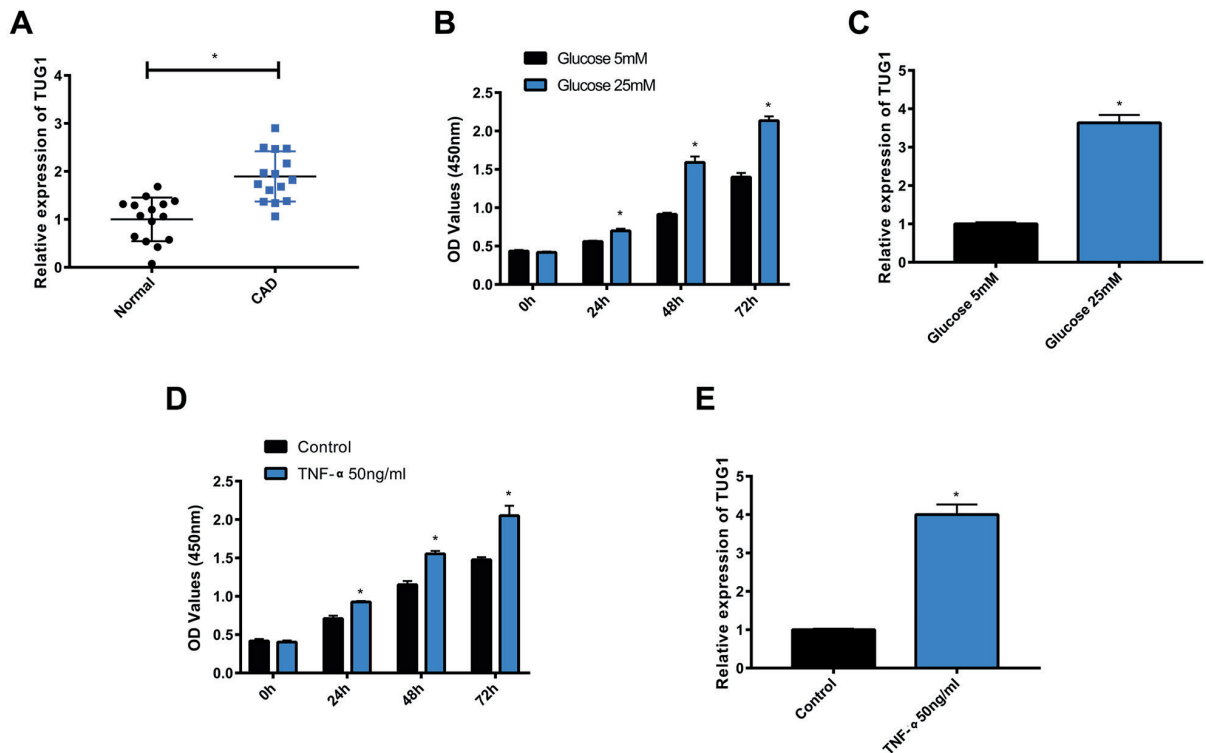 A
*
Relative expression of TUG1
4
3
2
1
0
Normal
CAD
B
Glucose 5mM
Glucose 25mM
OD Values (450nm)
2.5
2.0
1.5
1.0
0.5
0.0
*
*
*
0h
24h
48h
72h
C
Relative expression of TUG1
5
4
3
2
1
0
*
Glucose 5mM
Glucose 25mM
D
Control
TNF-α 50ng/ml
OD Values (450nm)
2.5
2.0
1.5
1.0
0.5
0.0
*
*
*
0h
24h
48h
72h
E
Relative expression of TUG1
5
4
3
2
1
0
*
Control
TNF-α 50ng/ml